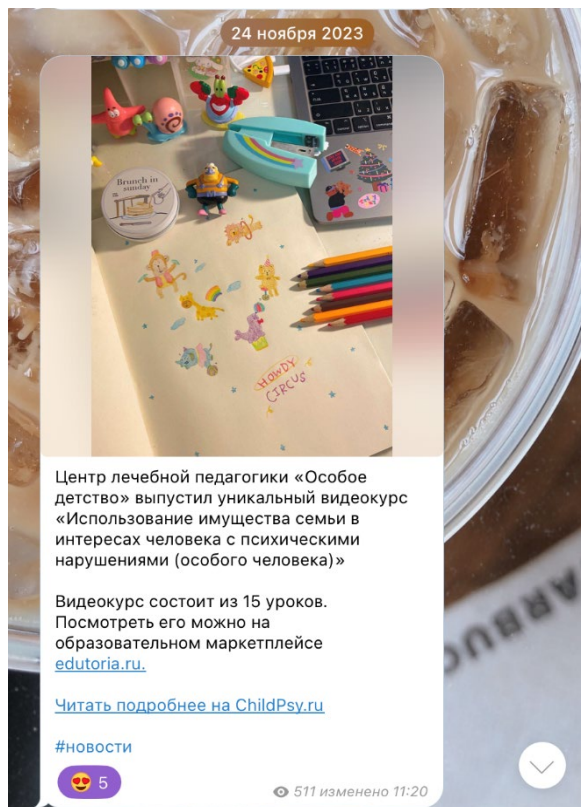 24 ноября 2023
Brunch in
sunday
HOWDY
CIRCUS
Центр лечебной педагогики «Особое
детство» выпустил уникальный видеокурс
«Использование имущества семьи в
интересах человека с психическими
нарушениями (особого человека)»
Видеокурс состоит из 15 уроков.
Посмотреть его можно на
образовательном маркетплейсе
edutoria.ru.
Читать подробнее на ChildPsy.ru
#новости
5
511 изменено 11:20
ARBUC